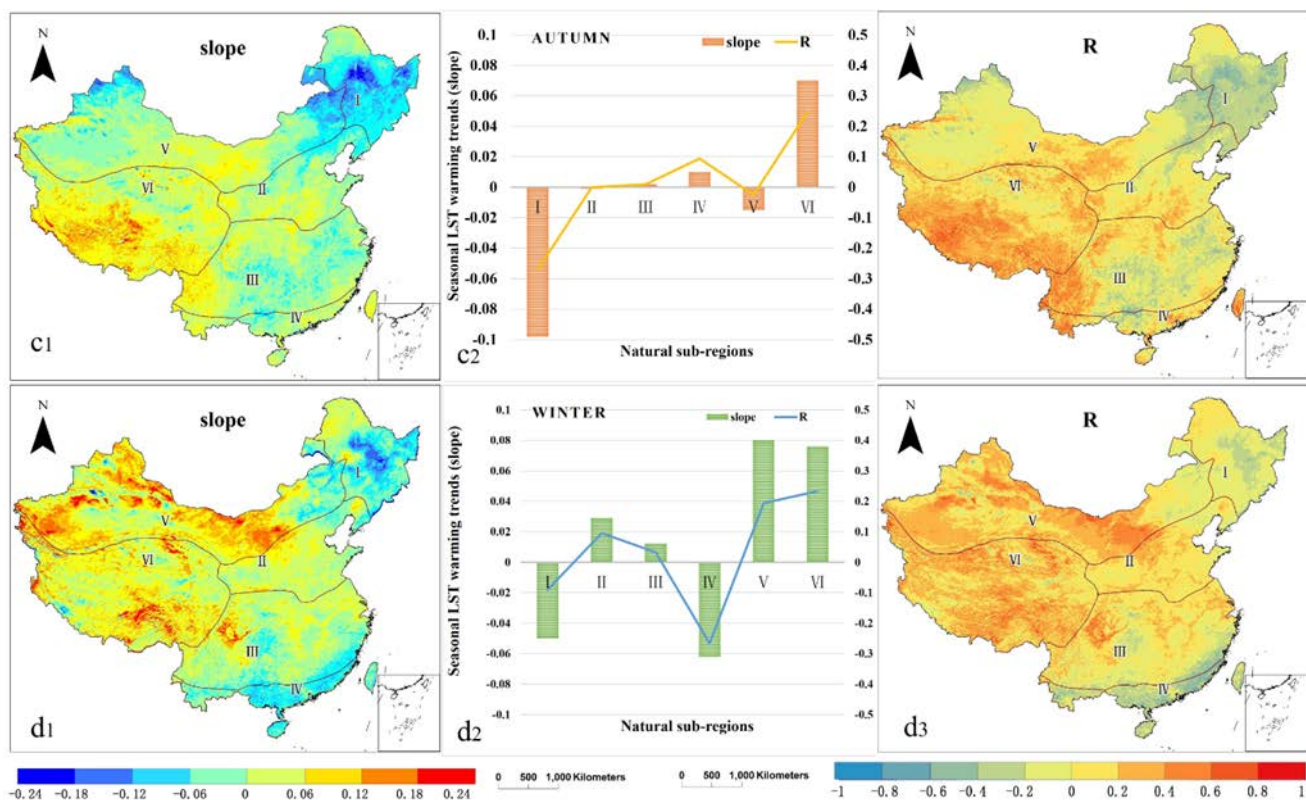 N
slope
I
V
VI
II
III
IV
c1
AUTUMN
slope
R
Seasonal LST warming trends (slope)
0.1
0.08
0.06
0.04
0.02
0
-0.02
-0.04
-0.06
-0.08
-0.1
I II III IV V VI
0.5
0.4
0.3
0.2
0.1
0
-0.1
-0.2
-0.3
-0.4
-0.5
Natural sub-regions
c2
N
R
I
V
VI
II
III
IV
N
slope
I
V
VI
II
III
IV
d1
WINTER
slope
R
Seasonal LST warming trends (slope)
0.1
0.08
0.06
0.04
0.02
0
-0.02
-0.04
-0.06
-0.08
-0.1
I II III IV V VI
0.5
0.4
0.3
0.2
0.1
0
-0.1
-0.2
-0.3
-0.4
-0.5
Natural sub-regions
d2
N
R
I
V
VI
II
III
IV
d3
-0.24 -0.18 -0.12 -0.06 0 0.06 0.12 0.18 0.24
0 500 1,000 Kilometers
0 500 1,000 Kilometers
-1 -0.8 -0.6 -0.4 -0.2 0 0.2 0.4 0.6 0.8 1